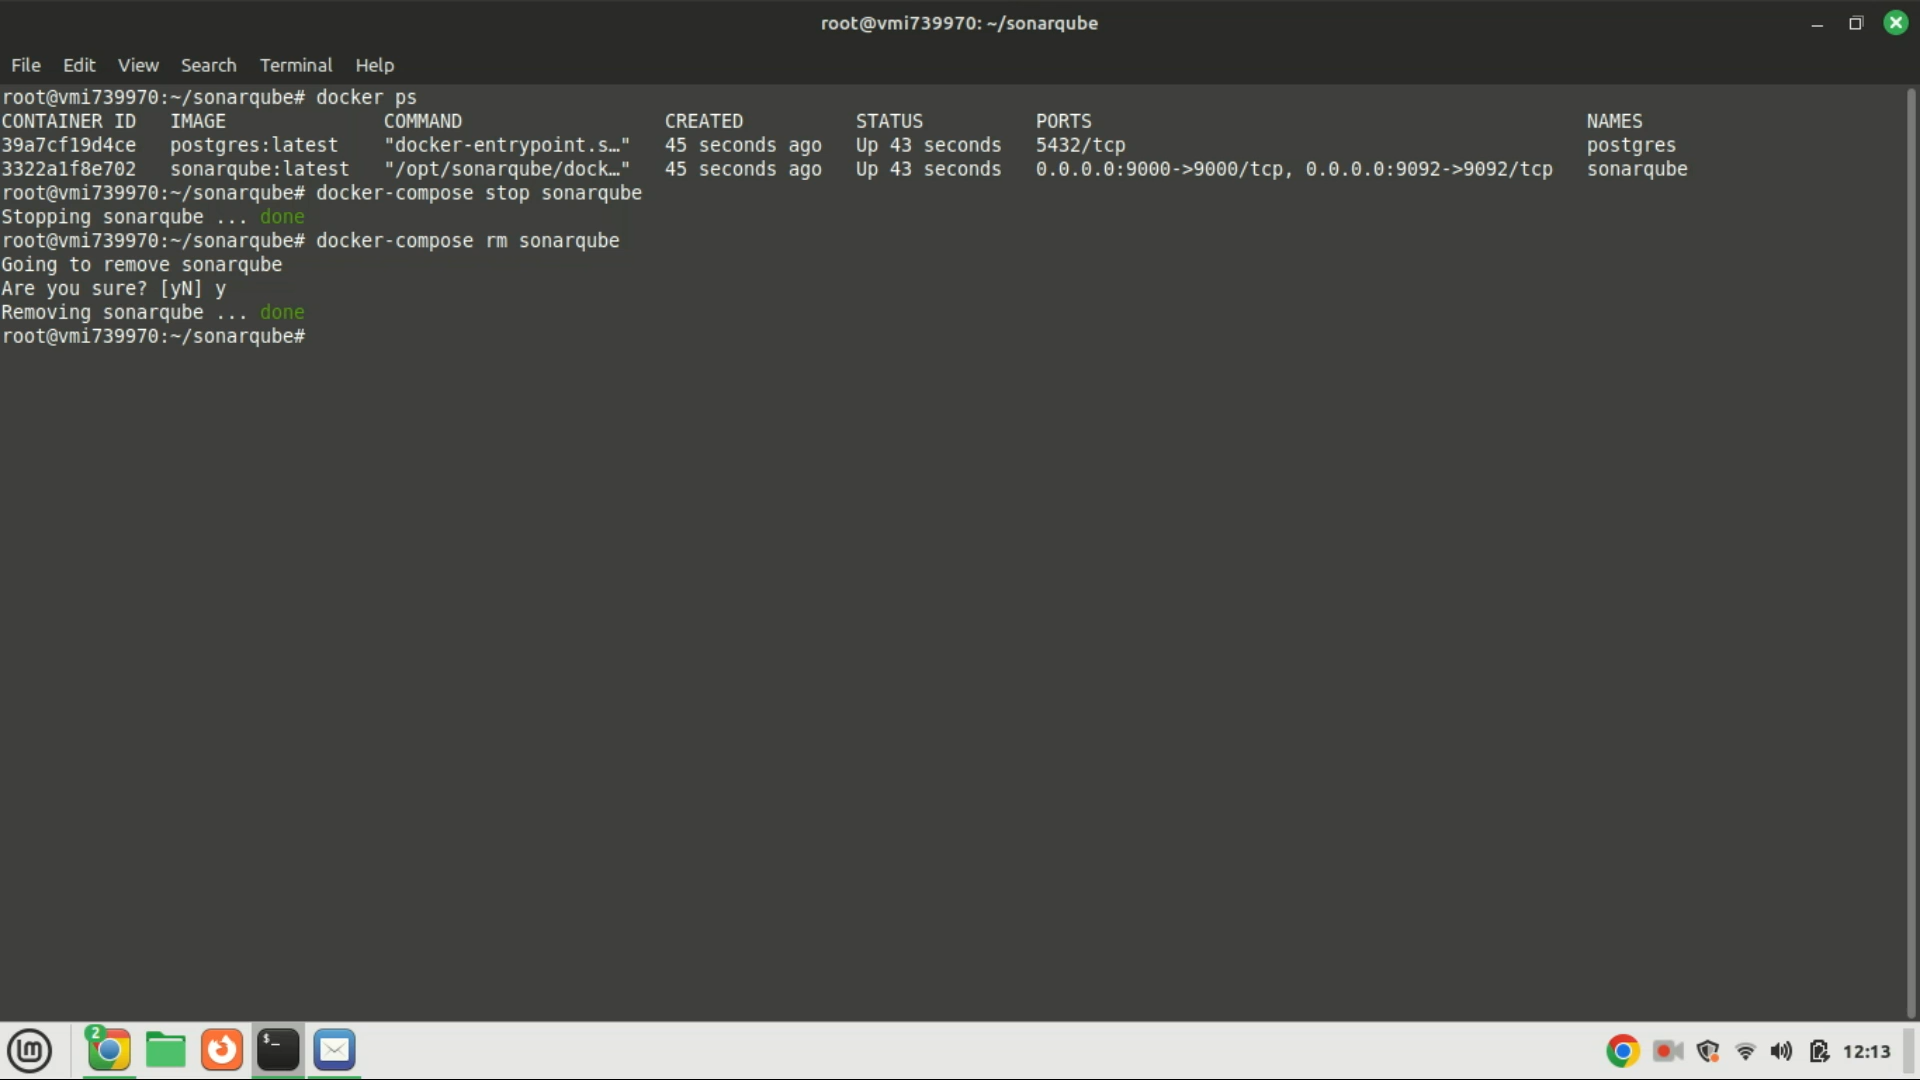 root@vmi739970: ~/sonarqube
File Edit View Search Terminal Help
root@vmi739970:~/sonarqube# docker ps
CONTAINER ID IMAGE COMMAND CREATED STATUS PORTS NAMES
39a7cf19d4ce postgres:latest "docker-entrypoint.s…" 45 seconds ago Up 43 seconds 5432/tcp postgres
3322a1f8e702 sonarqube:latest "/opt/sonarqube/dock…" 45 seconds ago Up 43 seconds 0.0.0.0:9000->9000/tcp, 0.0.0.0:9092->9092/tcp sonarqube
root@vmi739970:~/sonarqube# docker-compose stop sonarqube
Stopping sonarqube ... done
root@vmi739970:~/sonarqube# docker-compose rm sonarqube
Going to remove sonarqube
Are you sure? [yN] y
Removing sonarqube ... done
root@vmi739970:~/sonarqube#
2
$_
12:13